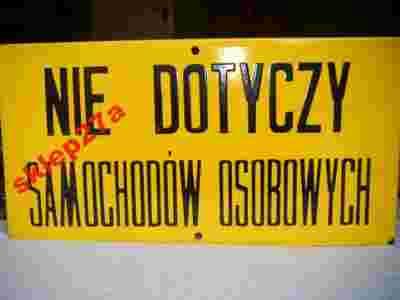 NIE DOTYCZY
sklep27a
SAMOCHODÓW OSOBOWYCH